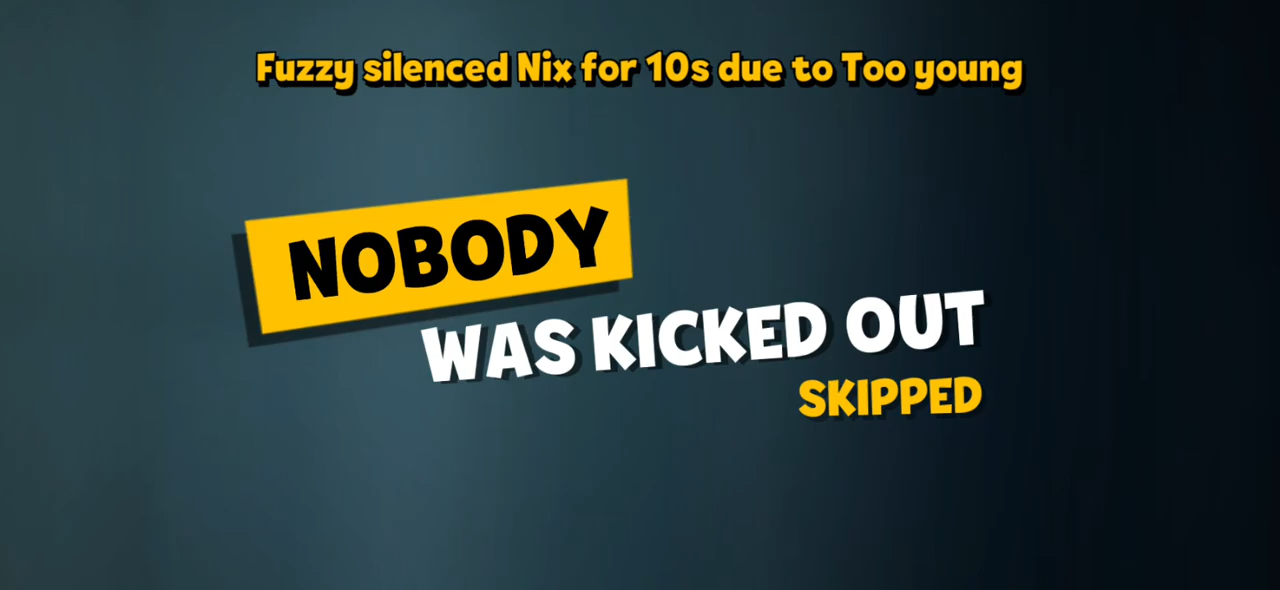 Fuzzy silenced Nix for 10s due to Too young
NOBODY
WAS KICKED OUT
SKIPPED